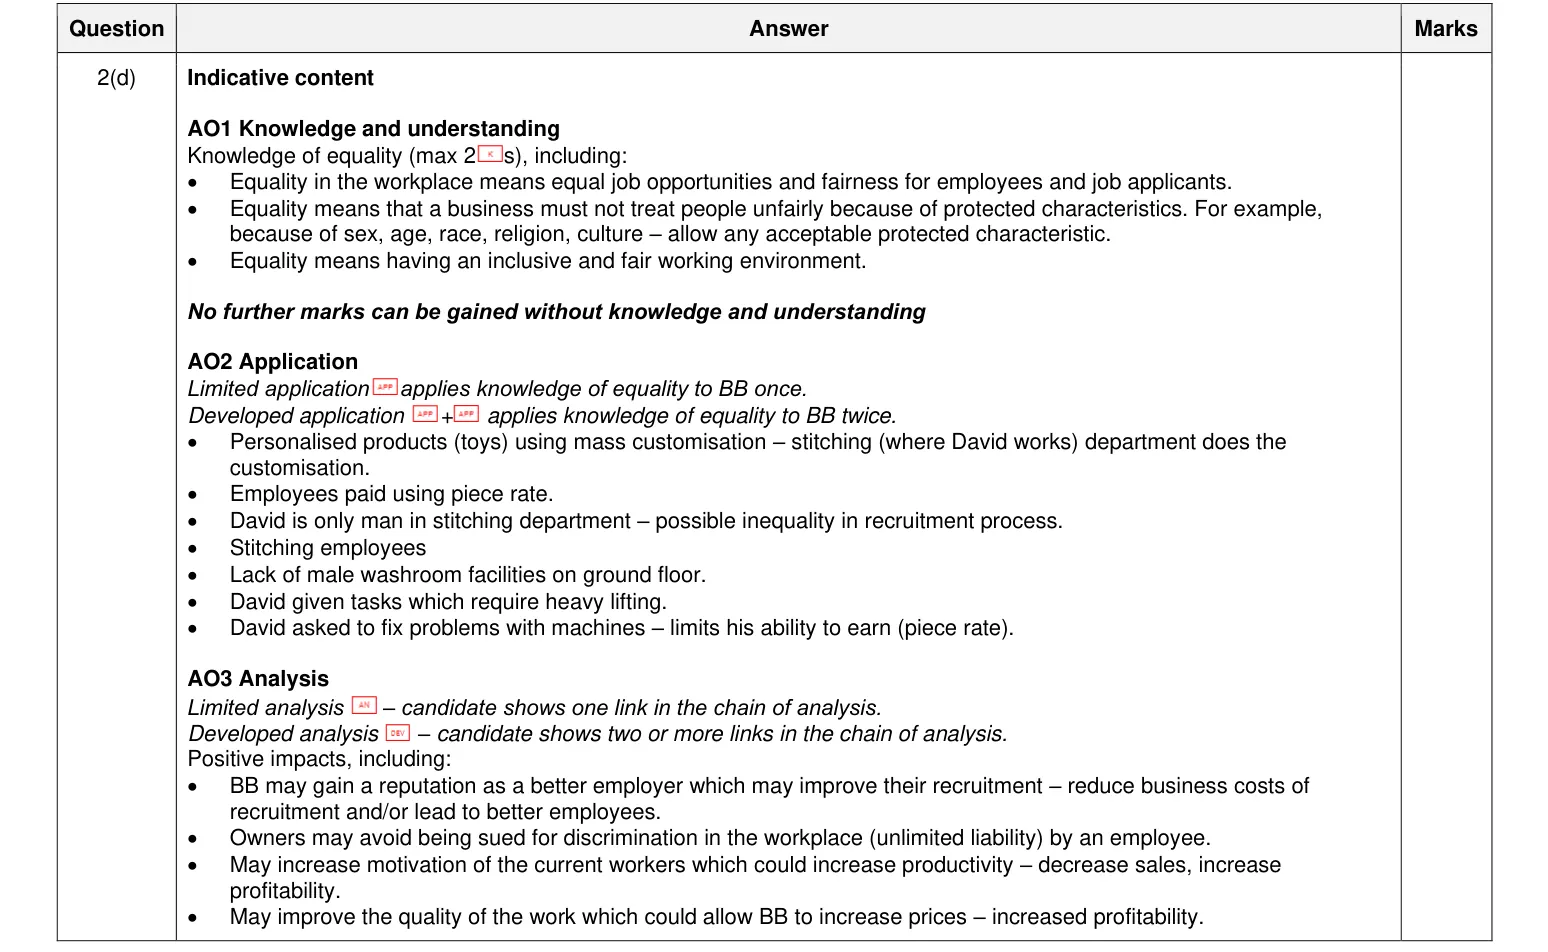 Question Answer Marks
2(d) Indicative content
AO1 Knowledge and understanding
Knowledge of equality (max 2 K s), including:
• Equality in the workplace means equal job opportunities and fairness for employees and job applicants.
• Equality means that a business must not treat people unfairly because of protected characteristics. For example,
because of sex, age, race, religion, culture – allow any acceptable protected characteristic.
• Equality means having an inclusive and fair working environment.
No further marks can be gained without knowledge and understanding
AO2 Application
Limited application APP applies knowledge of equality to BB once.
Developed application APP + APP applies knowledge of equality to BB twice.
• Personalised products (toys) using mass customisation – stitching (where David works) department does the
customisation.
• Employees paid using piece rate.
• David is only man in stitching department – possible inequality in recruitment process.
• Stitching employees
• Lack of male washroom facilities on ground floor.
• David given tasks which require heavy lifting.
• David asked to fix problems with machines – limits his ability to earn (piece rate).
AO3 Analysis
Limited analysis AN – candidate shows one link in the chain of analysis.
Developed analysis DEV – candidate shows two or more links in the chain of analysis.
Positive impacts, including:
• BB may gain a reputation as a better employer which may improve their recruitment – reduce business costs of
recruitment and/or lead to better employees.
• Owners may avoid being sued for discrimination in the workplace (unlimited liability) by an employee.
• May increase motivation of the current workers which could increase productivity – decrease sales, increase
profitability.
• May improve the quality of the work which could allow BB to increase prices – increased profitability.